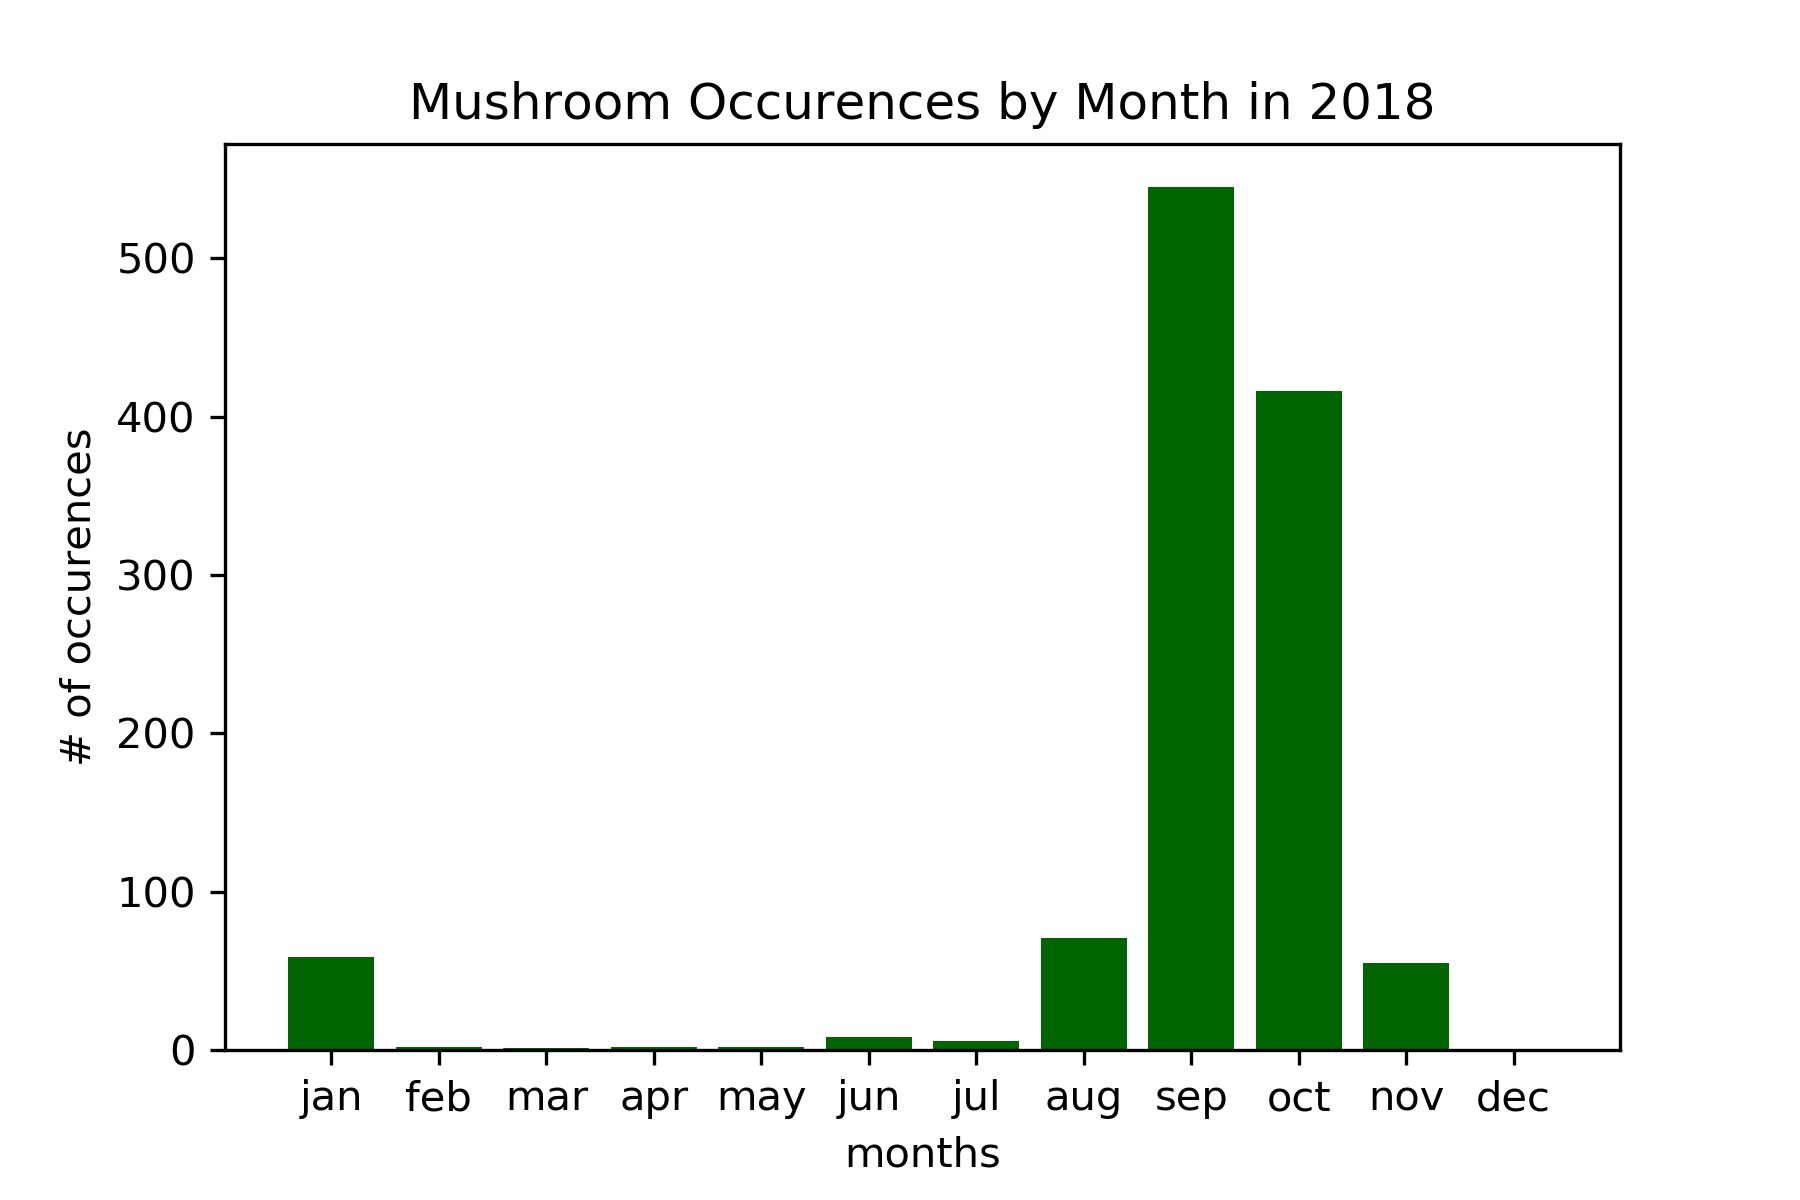 Mushroom Occurences by Month in 2018
# of occurences
500
400
300
200
100
0
jan feb mar apr may jun jul aug sep oct nov dec
months